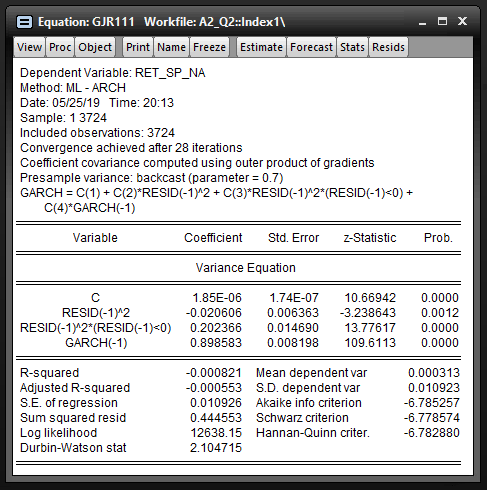 Equation: GJR111 Workfile: A2_Q2::Index1\
View Proc Object Print Name Freeze Estimate Forecast Stats Resids
Dependent Variable: RET_SP_NA
Method: ML - ARCH
Date: 05/25/19 Time: 20:13
Sample: 1 3724
Included observations: 3724
Convergence achieved after 28 iterations
Coefficient covariance computed using outer product of gradients
Presample variance: backcast (parameter = 0.7)
GARCH = C(1) + C(2)*RESID(-1)^2 + C(3)*RESID(-1)^2*(RESID(-1)<0) +
C(4)*GARCH(-1)
Variable Coefficient Std. Error z-Statistic Prob.
Variance Equation
C 1.85E-06 1.74E-07 10.66942 0.0000
RESID(-1)^2 -0.020606 0.006363 -3.238643 0.0012
RESID(-1)^2*(RESID(-1)<0) 0.202366 0.014690 13.77617 0.0000
GARCH(-1) 0.898583 0.008198 109.6113 0.0000
R-squared -0.000821 Mean dependent var 0.000313
Adjusted R-squared -0.000553 S.D. dependent var 0.010923
S.E. of regression 0.010926 Akaike info criterion -6.785257
Sum squared resid 0.444553 Schwarz criterion -6.778574
Log likelihood 12638.15 Hannan-Quinn criter. -6.782880
Durbin-Watson stat 2.104715